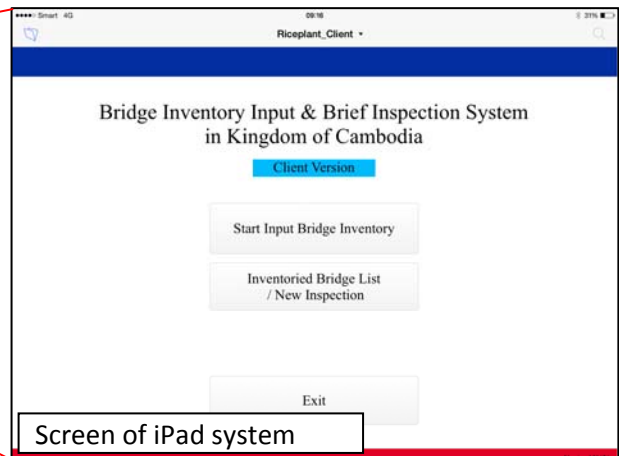 Smart 4G
09:16
31%
Riceplant_Client
Bridge Inventory Input & Brief Inspection System
in Kingdom of Cambodia
Client Version
Start Input Bridge Inventory
Inventoried Bridge List
/ New Inspection
Exit
Screen of iPad system